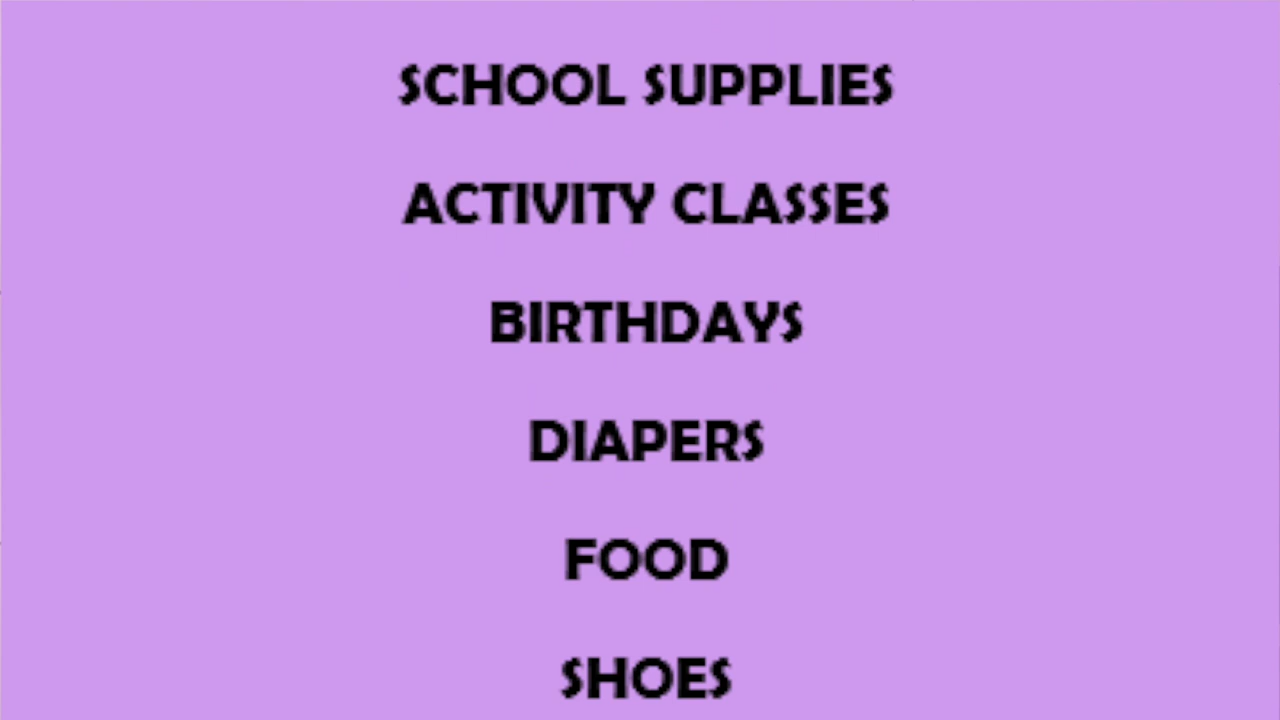 SCHOOL SUPPLIES
ACTIVITY CLASSES
BIRTHDAYS
DIAPERS
FOOD
SHOES